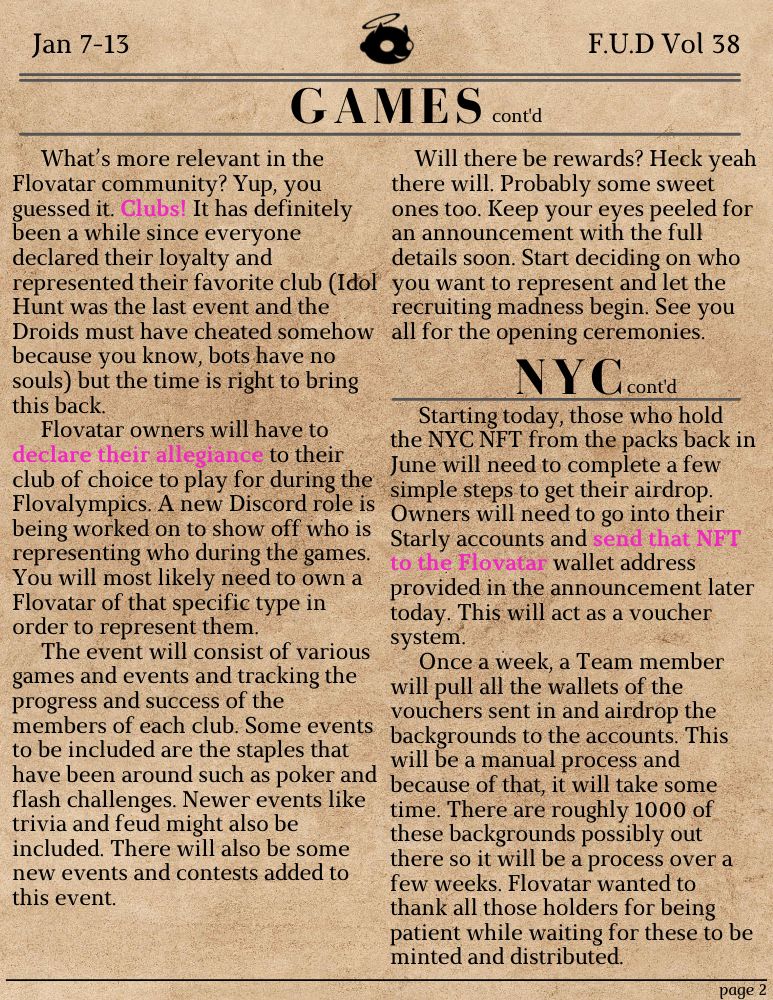 Jan 7-13
F.U.D Vol 38
GAMES cont'd
What's more relevant in the
Flovatar community? Yup, you
guessed it. Clubs! It has definitely
been a while since everyone
declared their loyalty and
represented their favorite club (Idol
Hunt was the last event and the
Droids must have cheated somehow
because you know, bots have no
souls) but the time is right to bring
this back.
Flovatar owners will have to
declare their allegiance to their
club of choice to play for during the
Flovalympics. A new Discord role is
being worked on to show off who is
representing who during the games.
You will most likely need to own a
Flovatar of that specific type in
order to represent them.
The event will consist of various
games and events and tracking the
progress and success of the
members of each club. Some events
to be included are the staples that
have been around such as poker and
flash challenges. Newer events like
trivia and feud might also be
included. There will also be some
new events and contests added to
this event.
Will there be rewards? Heck yeah
there will. Probably some sweet
ones too. Keep your eyes peeled for
an announcement with the full
details soon. Start deciding on who
you want to represent and let the
recruiting madness begin. See you
all for the opening ceremonies.
NYC cont'd
Starting today, those who hold
the NYC NFT from the packs back in
June will need to complete a few
simple steps to get their airdrop.
Owners will need to go into their
Starly accounts and send that NFT
to the Flovatar wallet address
provided in the announcement later
today. This will act as a voucher
system.
Once a week, a Team member
will pull all the wallets of the
vouchers sent in and airdrop the
backgrounds to the accounts. This
will be a manual process and
because of that, it will take some
time. There are roughly 1000 of
these backgrounds possibly out
there so it will be a process over a
few weeks. Flovatar wanted to
thank all those holders for being
patient while waiting for these to be
minted and distributed.
page 2